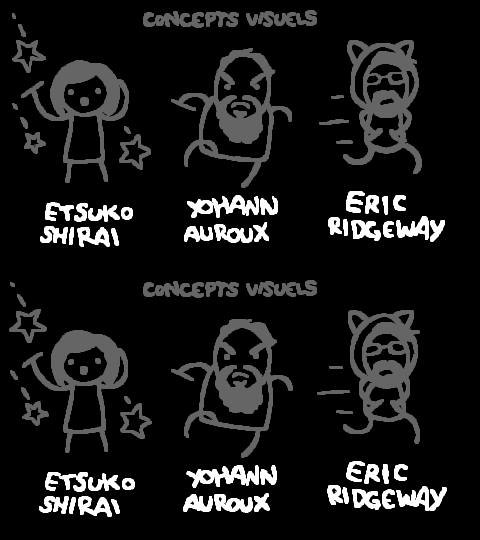 CONCEPTS VISUELS
ETSUKO
SHIRAI
YOHANN
AUROUX
ERIC
RIDGEWAY
CONCEPTS VISUELS
ETSUKO
SHIRAI
YOHANN
AUROUX
ERIC
RIDGEWAY